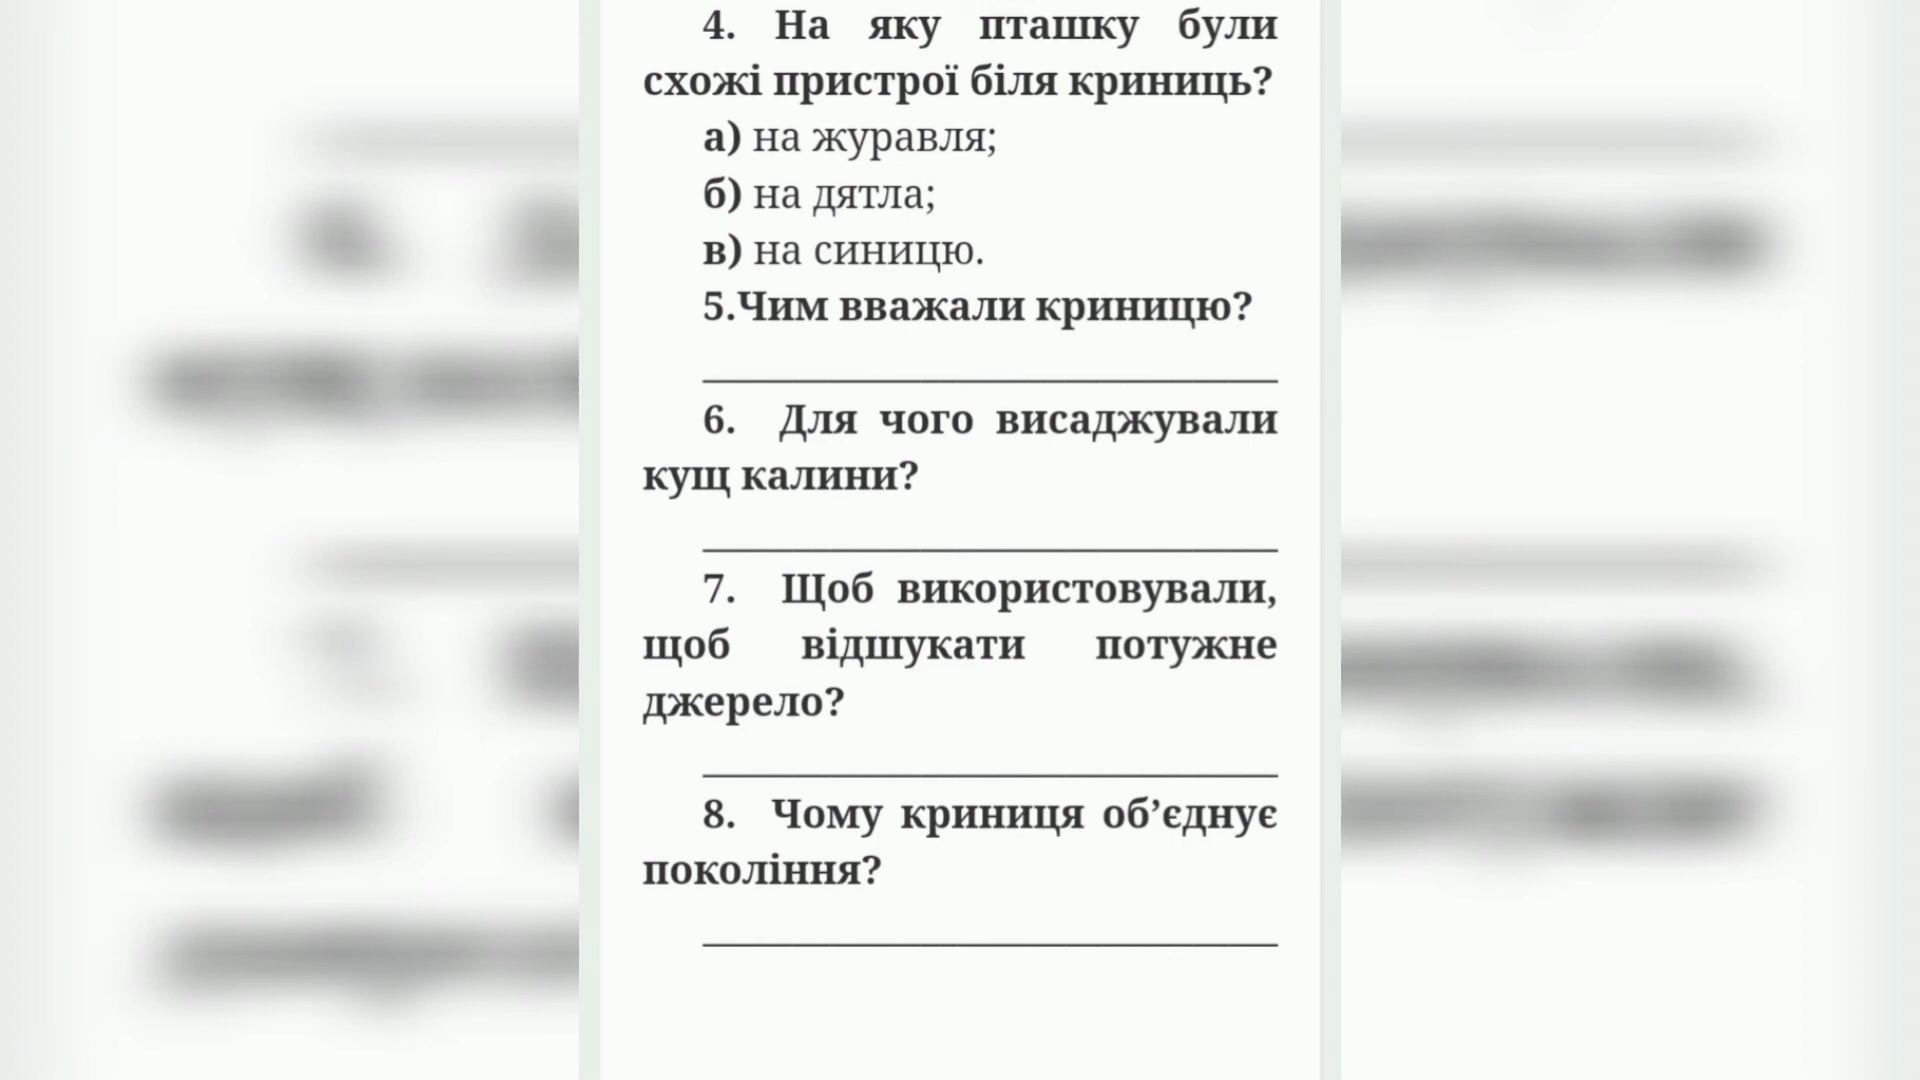 4. На яку пташку були
схожі пристрої біля криниць?
а) на журавля;
б) на дятла;
в) на синицю.
5.Чим вважали криницю?
6. Для чого висаджували
кущ калини?
7. Щоб використовували,
щоб відшукати потужне
джерело?
8. Чому криниця об’єднує
покоління?